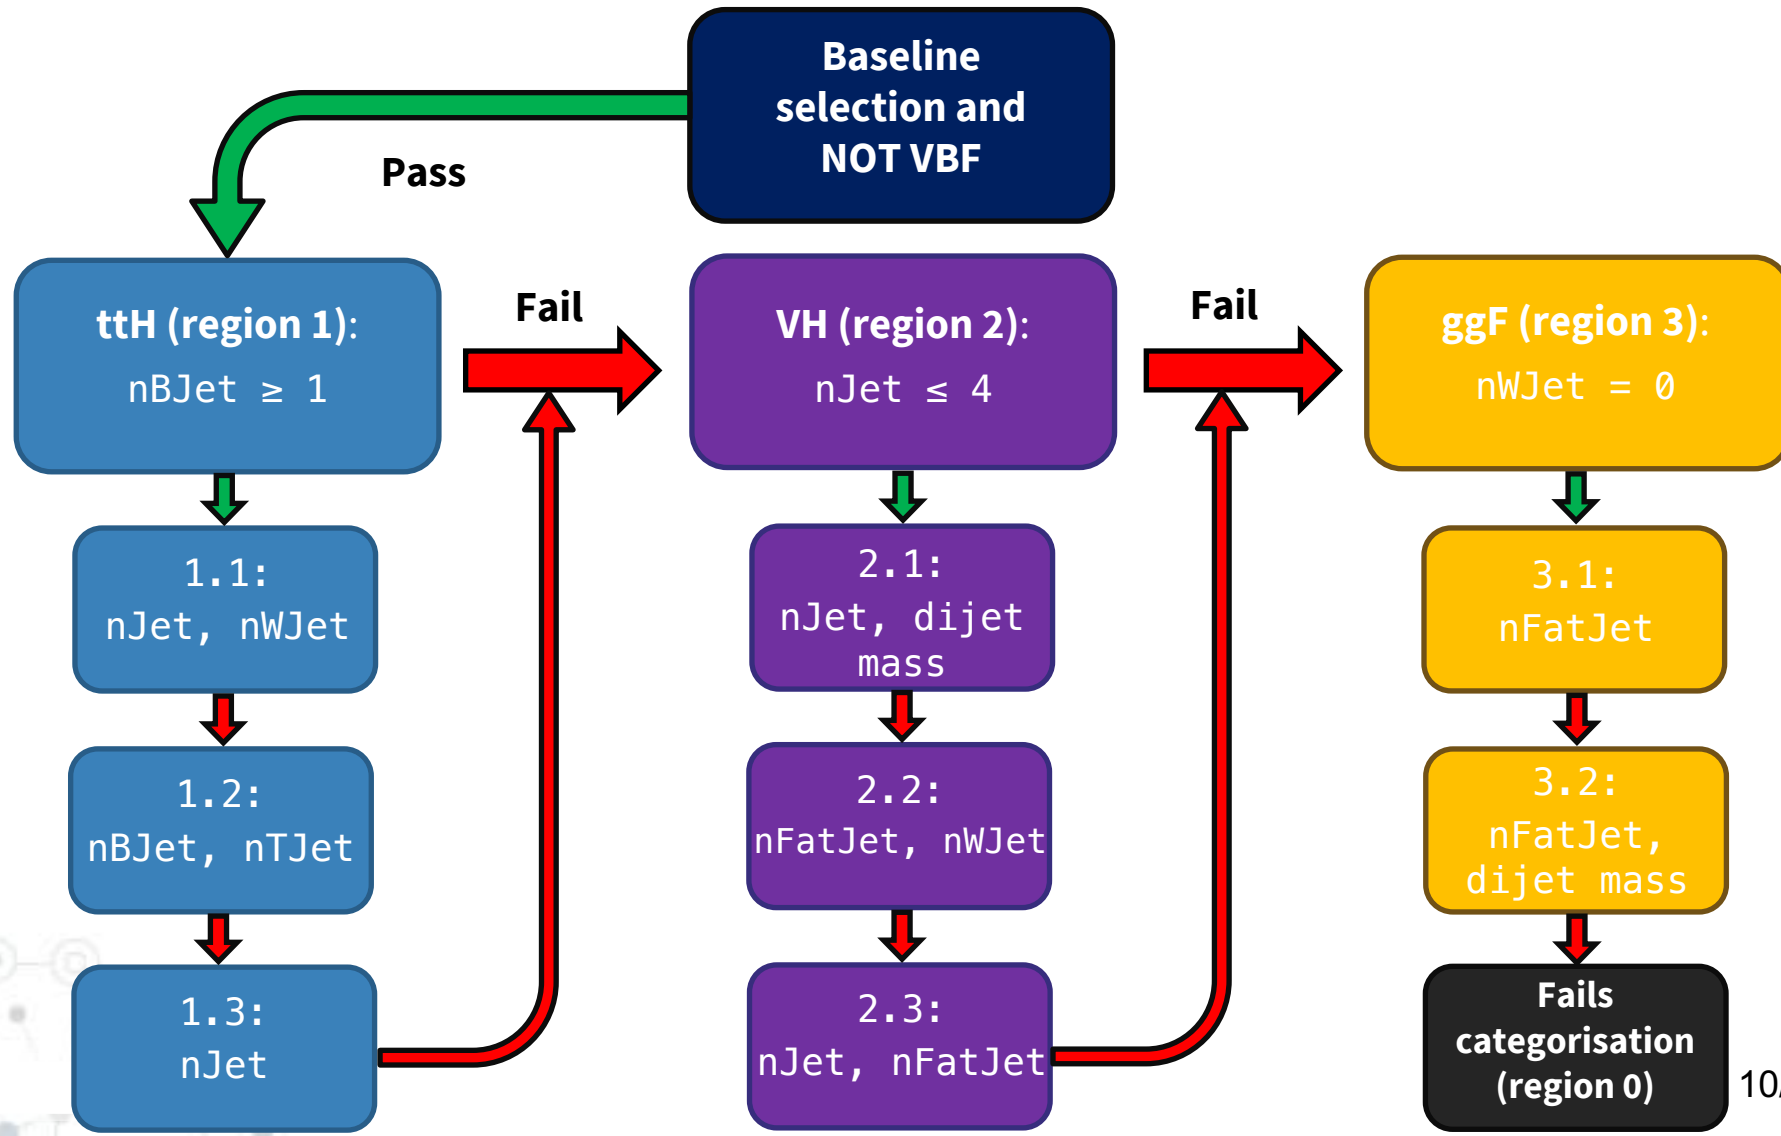 Baseline
selection and
NOT VBF
Pass
ttH (region 1):
nBJet ≥ 1
Fail
VH (region 2):
nJet ≤ 4
Fail
ggF (region 3):
nWJet = 0
1.1:
nJet, nWJet
2.1:
nJet, dijet
mass
3.1:
nFatJet
1.2:
nBJet, nTJet
2.2:
nFatJet, nWJet
3.2:
nFatJet,
dijet mass
1.3:
nJet
2.3:
nJet, nFatJet
Fails
categorisation
(region 0)
10/